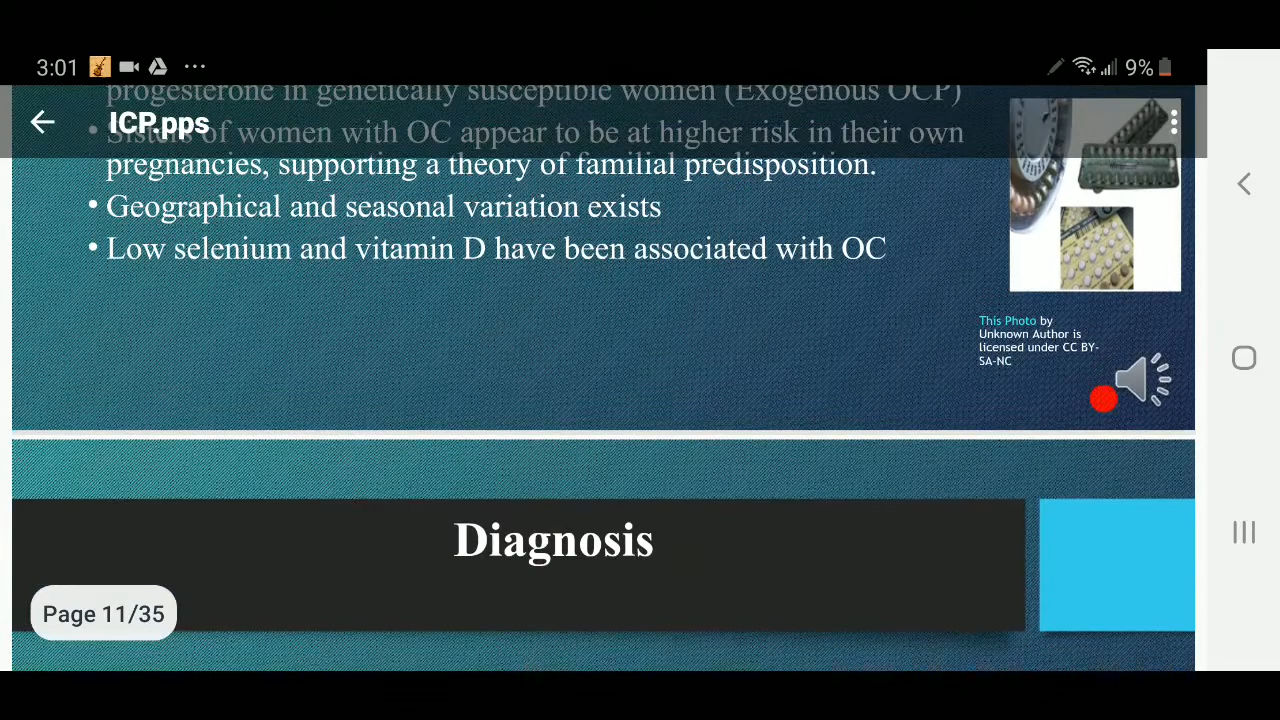 3:01
9%
progesterone in genetically susceptible women (Exogenous OCP)
ICP.pps
• Sisters of women with OC appear to be at higher risk in their own
pregnancies, supporting a theory of familial predisposition.
• Geographical and seasonal variation exists
• Low selenium and vitamin D have been associated with OC
This Photo by
Unknown Author is
licensed under CC BY-
SA-NC
Diagnosis
Page 11/35